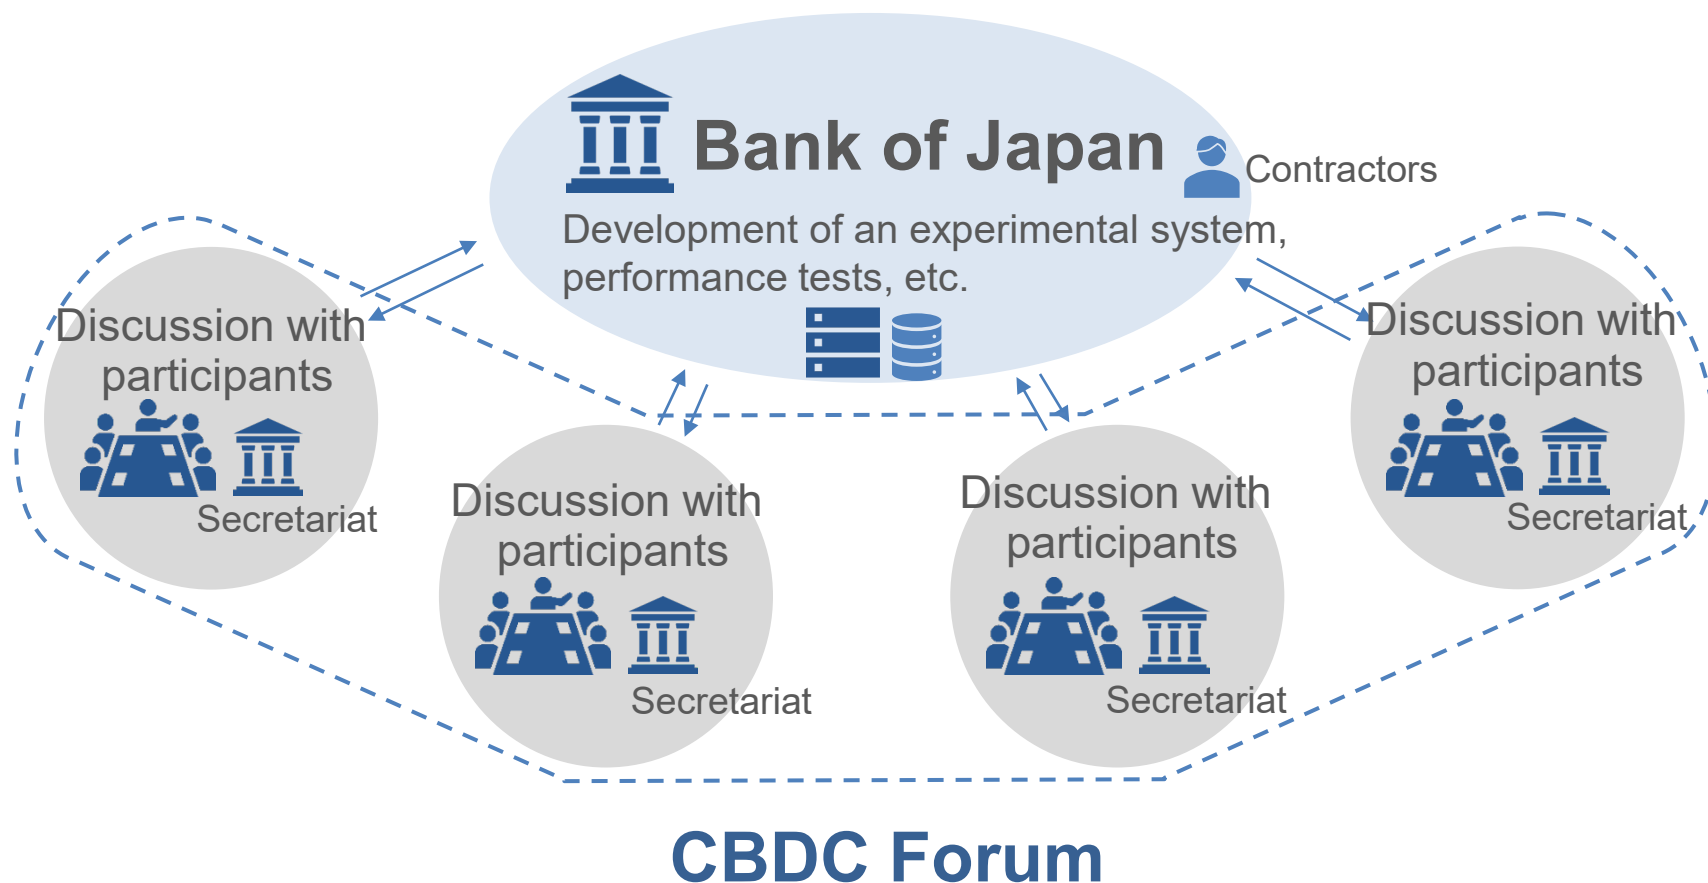 Bank of Japan
Contractors
Development of an experimental system,
performance tests, etc.
Discussion with
participants
Secretariat
Discussion with
participants
Secretariat
Discussion with
participants
Secretariat
Discussion with
participants
Secretariat
CBDC Forum